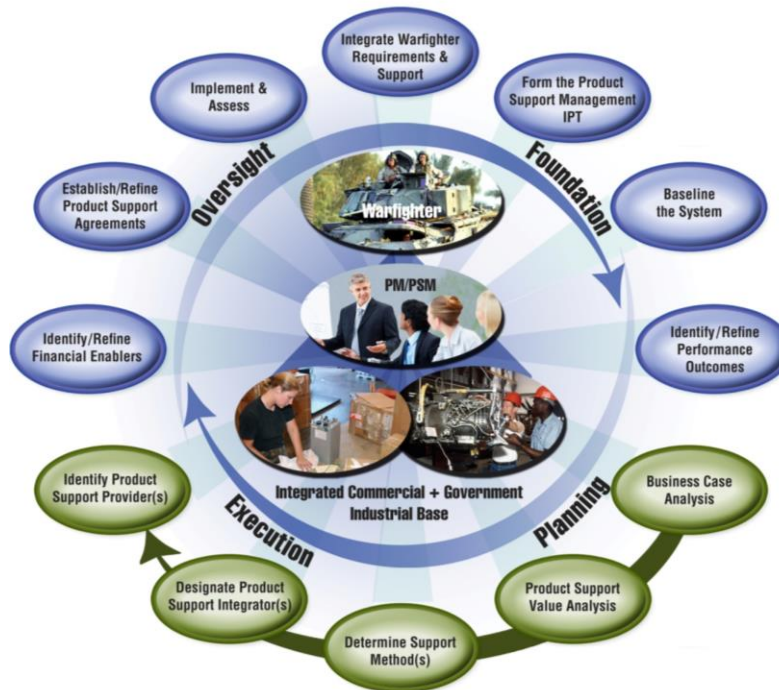 Integrate Warfighter
Requirements &
Support
Form the Product
Support Management
IPT
Baseline
the System
Identify/Refine
Performance
Outcomes
Business Case
Analysis
Product Support
Value Analysis
Determine Support
Method(s)
Designate Product
Support Integrator(s)
Identify Product
Support Provider(s)
Identify/Refine
Financial Enablers
Establish/Refine
Product Support
Agreements
Implement &
Assess
Oversight
Foundation
Planning
Execution
Warfighter
PM/PSM
Integrated Commercial + Government
Industrial Base